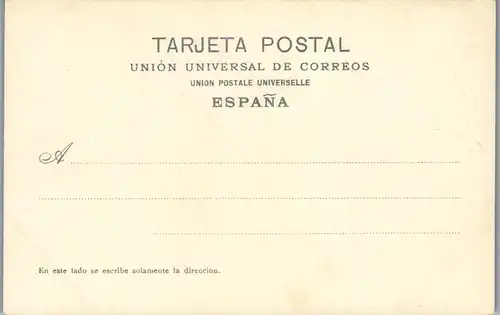 TARJETA POSTAL
UNIÓN UNIVERSAL DE CORREOS
UNION POSTALE UNIVERSELLE
ESPAÑA
A
En este lado se escribe solamente la dirección.